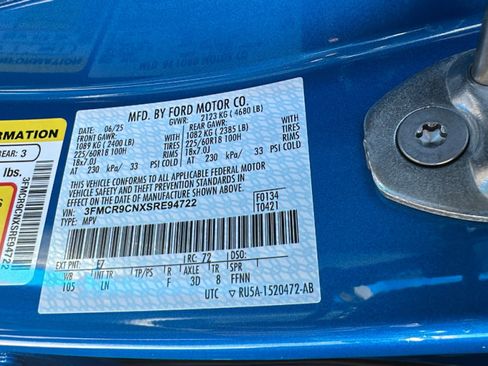 MFD. BY FORD MOTOR CO.
DATE: 06/25 GVWR: 2123 KG ( 4680 LB)
FRONT GAWR: REAR GAWR:
1089 KG ( 2400 LB) 1082 KG ( 2385 LB)
225/60R18 100H TIRES 225/60R18 100H TIRES
18x7.0J RIMS 18x7.0J RIMS
AT 230 kPa/ 33 PSI COLD AT 230 kPa/ 33 PSI COLD
THIS VEHICLE CONFORMS TO ALL APPLICABLE FEDERAL MOTOR
VEHICLE SAFETY AND THEFT PREVENTION STANDARDS IN
EFFECT ON THE DATE OF MANUFACTURE SHOWN ABOVE.
VIN: 3FMCR9CNXSRE94722 F0134
TYPE: MPV T0421
EXT PNT: E7 RC: 72 DSO:
WB INT TR TP/PS R AXLE TR SPR
105 LN F 3D 8 FFNN
UTC RU5A-1520472-AB
FORMATION
REAR: 3
lbs.
3FMCR9CNXSRE94722